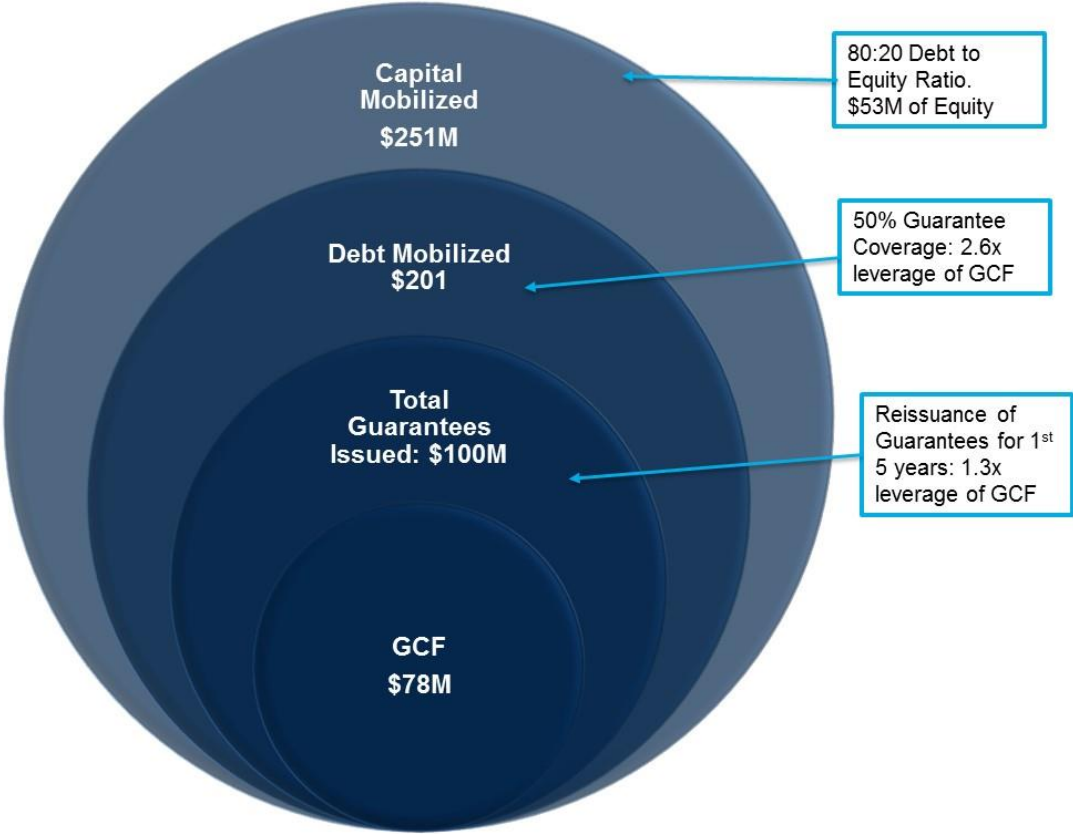 Capital
Mobilized
$251M
80:20 Debt to
Equity Ratio.
$53M of Equity
Debt Mobilized
$201
50% Guarantee
Coverage: 2.6x
leverage of GCF
Total
Guarantees
Issued: $100M
Reissuance of
Guarantees for 1st
5 years: 1.3x
leverage of GCF
GCF
$78M